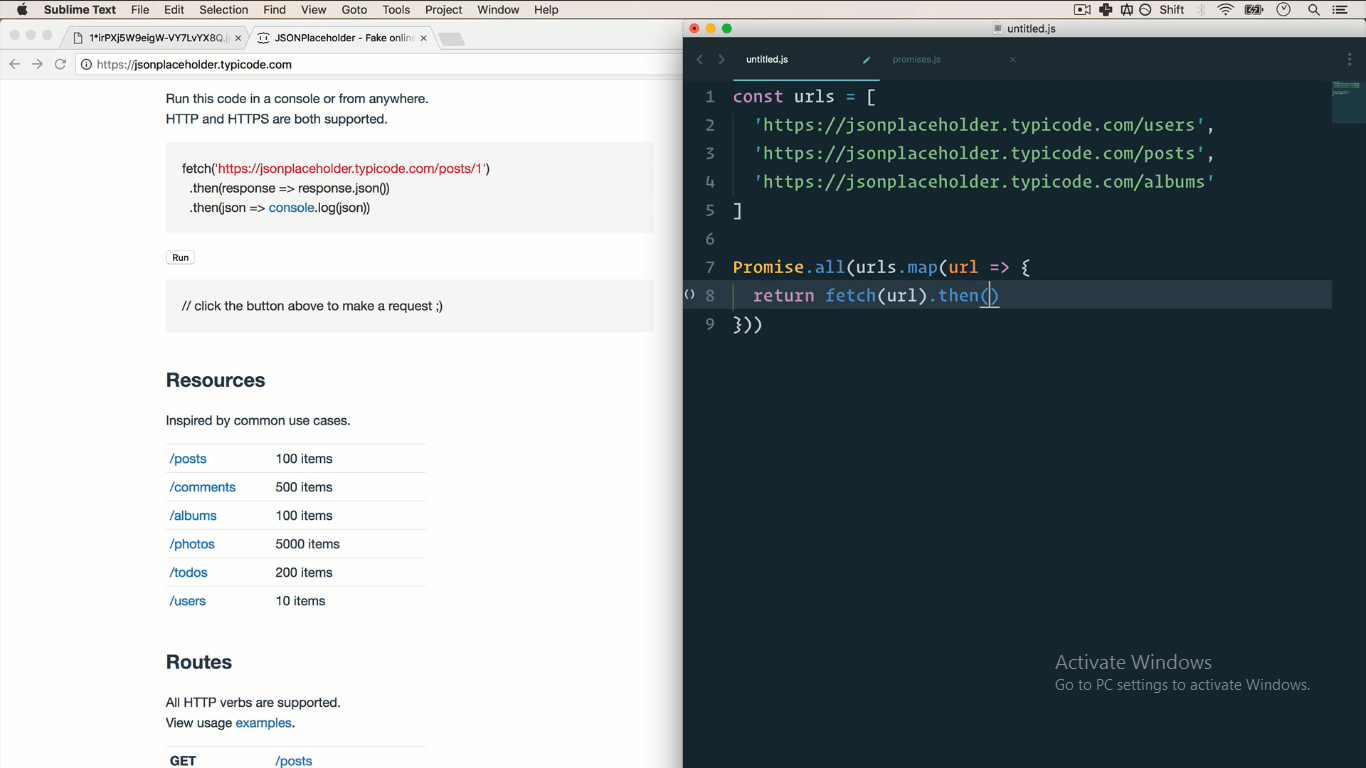 Sublime Text File Edit Selection Find View Goto Tools Project Window Help Shift
1*irPXj5W9eigW-VY7LvYX8Q.j
JSONPlaceholder - Fake online
https://jsonplaceholder.typicode.com
Run this code in a console or from anywhere.
HTTP and HTTPS are both supported.
fetch('https://jsonplaceholder.typicode.com/posts/1')
.then(response => response.json())
.then(json => console.log(json))
Run
// click the button above to make a request ;)
Resources
Inspired by common use cases.
/posts 100 items
/comments 500 items
/albums 100 items
/photos 5000 items
/todos 200 items
/users 10 items
Routes
All HTTP verbs are supported.
View usage examples.
GET /posts
untitled.js
untitled.js promises.js
1 const urls = [
2 'https://jsonplaceholder.typicode.com/users',
3 'https://jsonplaceholder.typicode.com/posts',
4 'https://jsonplaceholder.typicode.com/albums'
5 ]
6
7 Promise.all(urls.map(url => {
() 8 return fetch(url).then()
9 }))
Activate Windows
Go to PC settings to activate Windows.